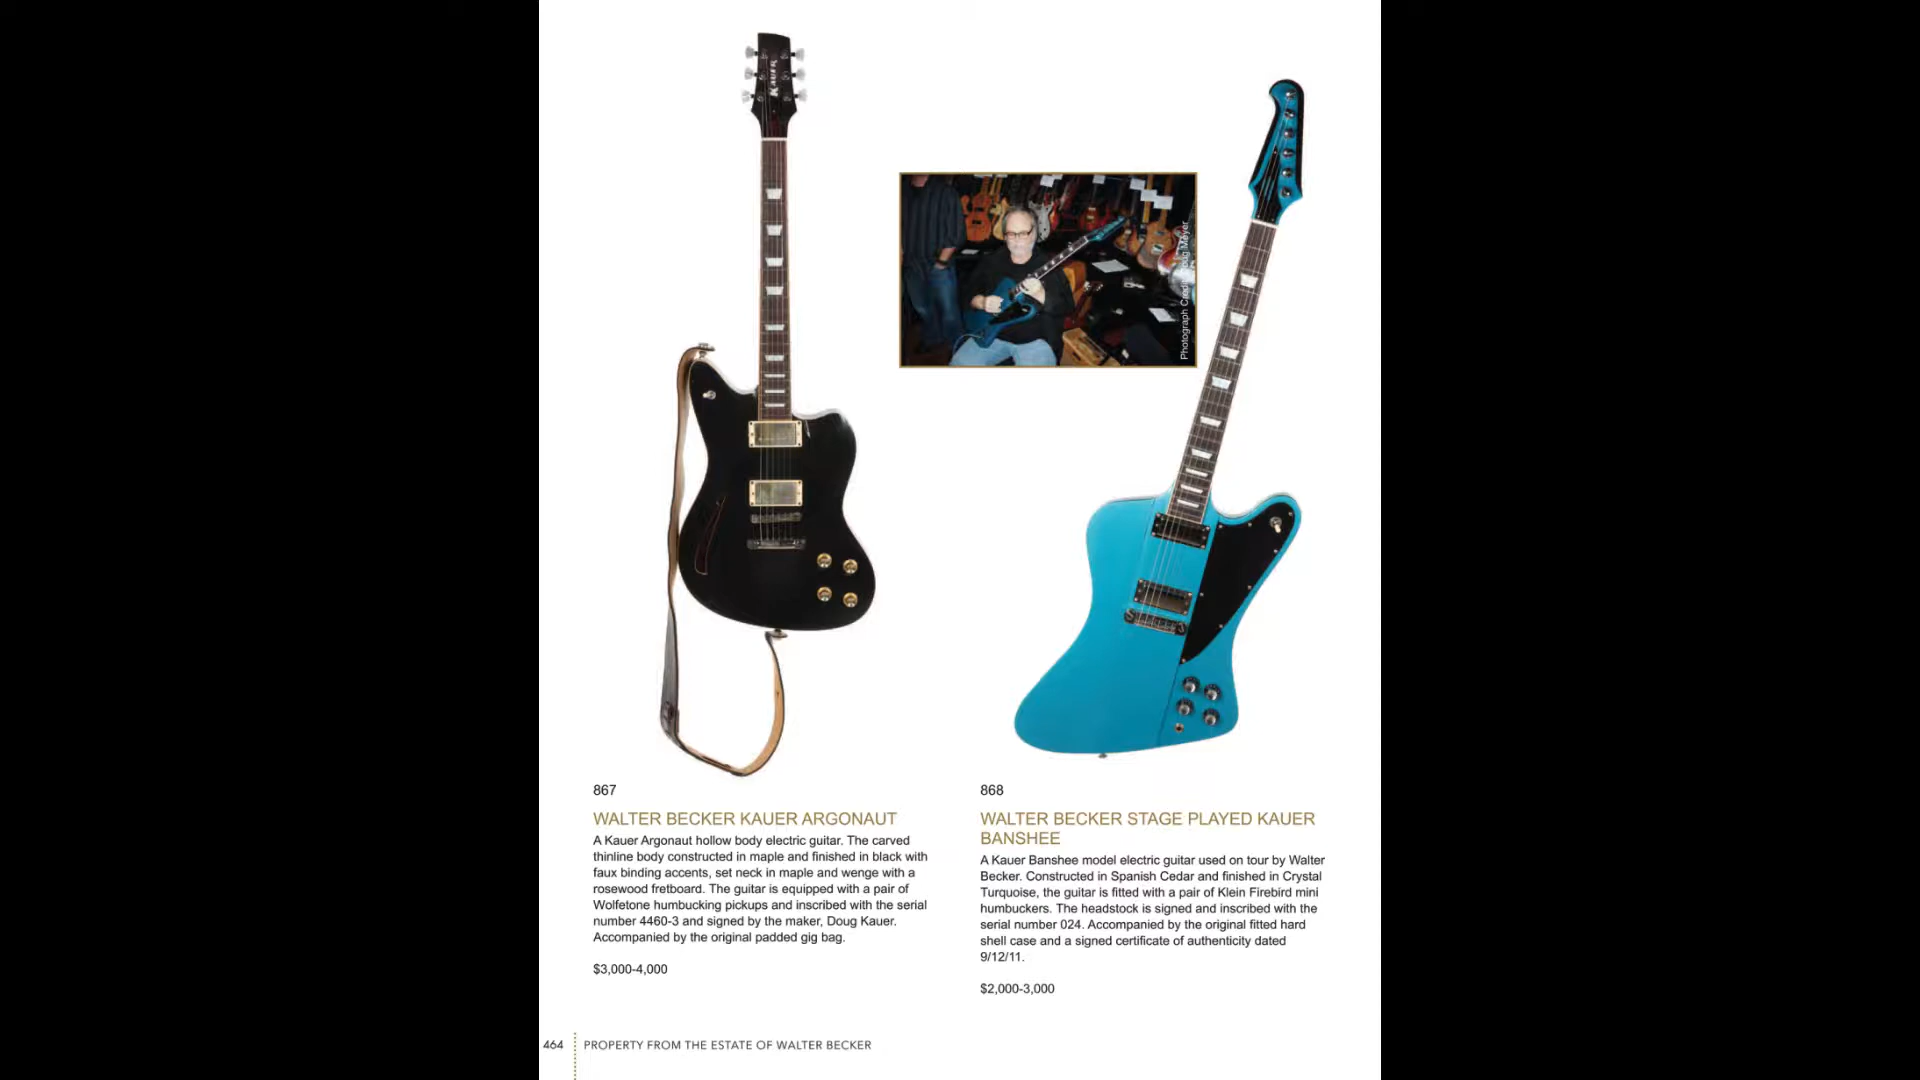 KAUER
Photograph Credit: Doug Meyer
867
WALTER BECKER KAUER ARGONAUT
A Kauer Argonaut hollow body electric guitar. The carved
thinline body constructed in maple and finished in black with
faux binding accents, set neck in maple and wenge with a
rosewood fretboard. The guitar is equipped with a pair of
Wolfetone humbucking pickups and inscribed with the serial
number 4460-3 and signed by the maker, Doug Kauer.
Accompanied by the original padded gig bag.
$3,000-4,000
868
WALTER BECKER STAGE PLAYED KAUER
BANSHEE
A Kauer Banshee model electric guitar used on tour by Walter
Becker. Constructed in Spanish Cedar and finished in Crystal
Turquoise, the guitar is fitted with a pair of Klein Firebird mini
humbuckers. The headstock is signed and inscribed with the
serial number 024. Accompanied by the original fitted hard
shell case and a signed certificate of authenticity dated
9/12/11.
$2,000-3,000
464
PROPERTY FROM THE ESTATE OF WALTER BECKER